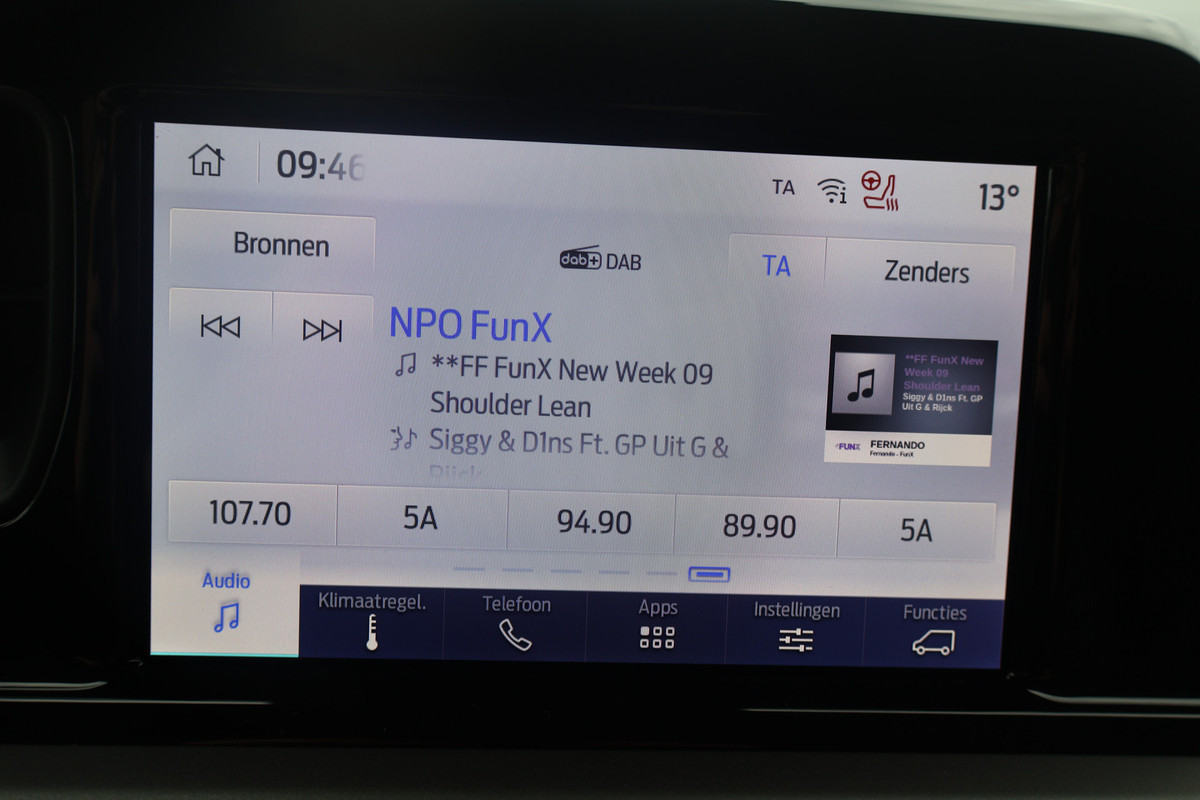 09:46
TA
13°
Bronnen
dab+ DAB
TA
Zenders
NPO FunX
**FF FunX New Week 09
Shoulder Lean
Siggy & D1ns Ft. GP Uit G &
Rijck
**FF FunX New
Week 09
Shoulder Lean
Siggy & D1ns Ft. GP
Uit G & Rijck
FUNX
FERNANDO
Fernando - FunX
107.70
5A
94.90
89.90
5A
Audio
Klimaatregel.
Telefoon
Apps
Instellingen
Functies